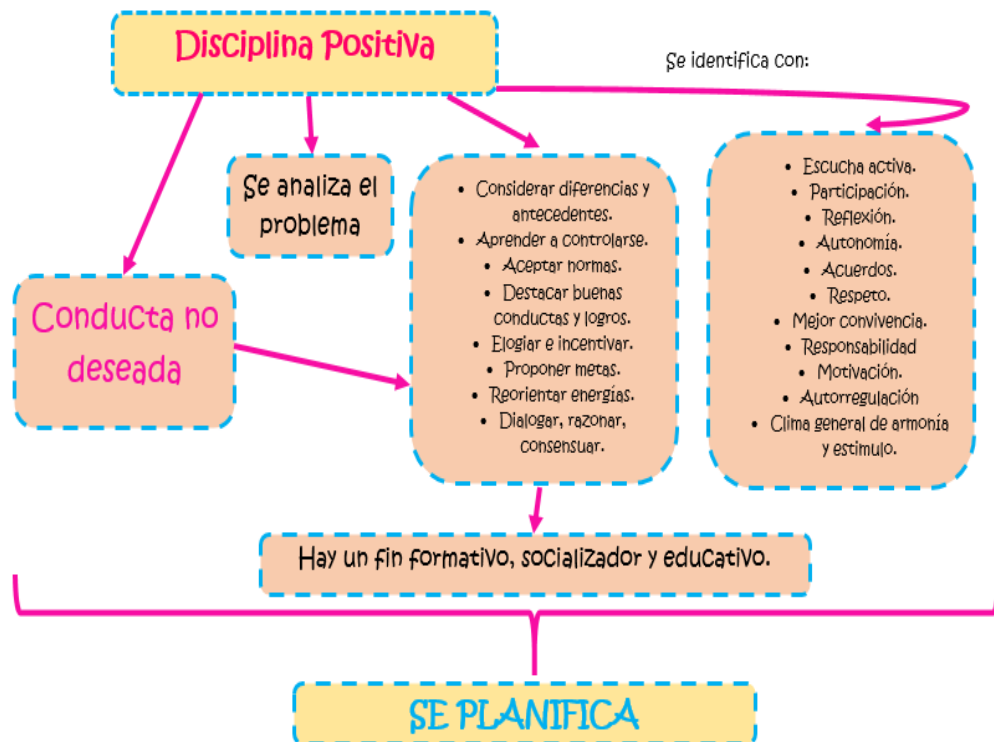 Disciplina Positiva
Se identifica con:
Se analiza el
problema
Conducta no
deseada
• Considerar diferencias y
antecedentes.
• Aprender a controlarse.
• Aceptar normas.
• Destacar buenas
conductas y logros.
• Elogiar e incentivar.
• Proponer metas.
• Reorientar energías.
• Dialogar, razonar,
consensuar.
• Escucha activa.
• Participación.
• Reflexión.
• Autonomía.
• Acuerdos.
• Respeto.
• Mejor convivencia.
• Responsabilidad
• Motivación.
• Autorregulación
• Clima general de armonía
y estimulo.
Hay un fin formativo, socializador y educativo.
SE PLANIFICA